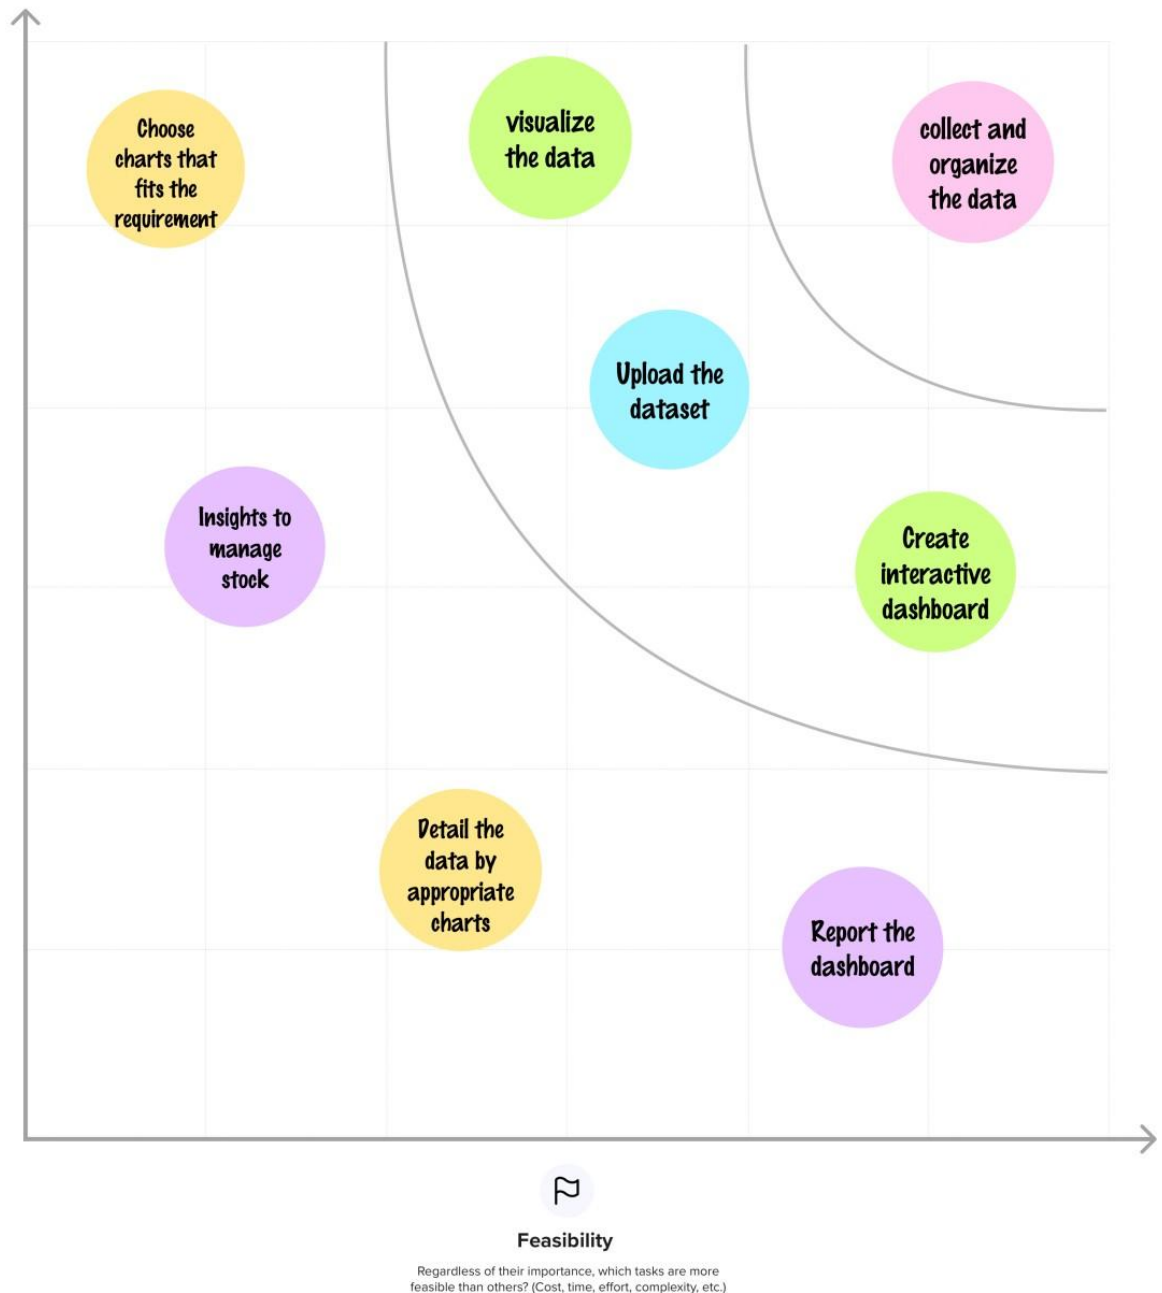 Choose
charts that
fits the
requirement
visualize
the data
collect and
organize
the data
Upload the
dataset
Insights to
manage
stock
Create
interactive
dashboard
Detail the
data by
appropriate
charts
Report the
dashboard
Feasibility
Regardless of their importance, which tasks are more
feasible than others? (Cost, time, effort, complexity, etc.)